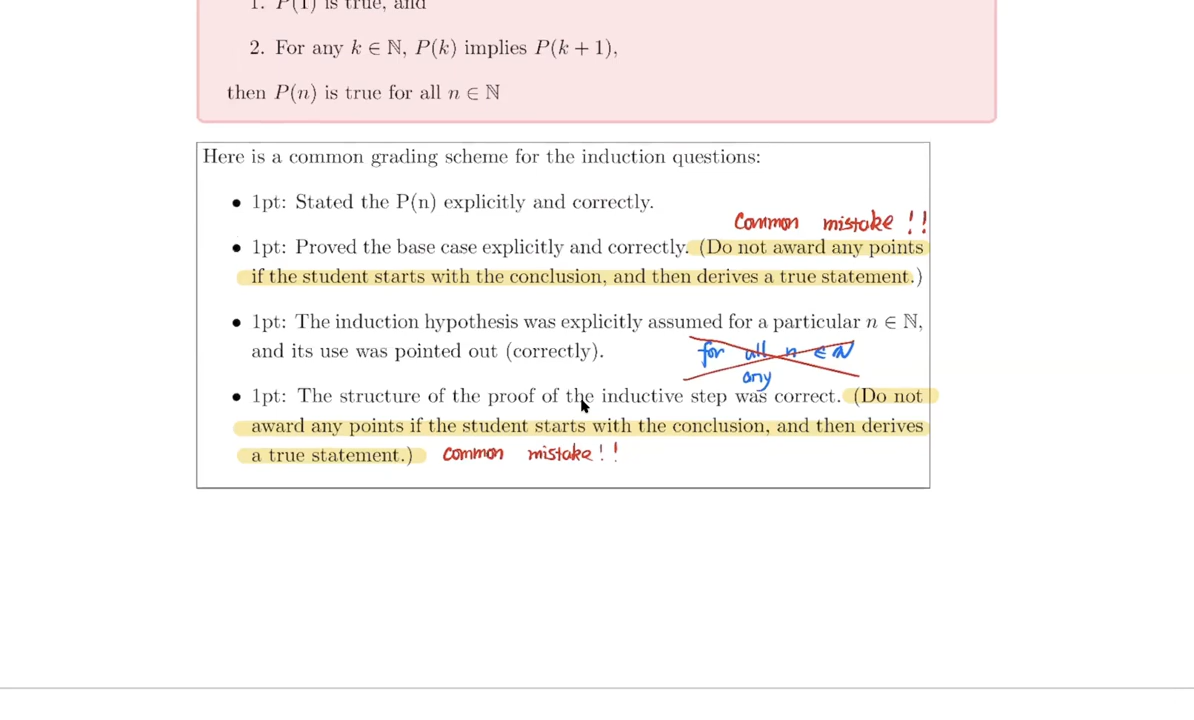 1. P(1) is true, and
2. For any k ∈ ℕ, P(k) implies P(k + 1),
then P(n) is true for all n ∈ ℕ
Here is a common grading scheme for the induction questions:
• 1pt: Stated the P(n) explicitly and correctly.
Common mistake !!
• 1pt: Proved the base case explicitly and correctly. (Do not award any points
if the student starts with the conclusion, and then derives a true statement.)
• 1pt: The induction hypothesis was explicitly assumed for a particular n ∈ ℕ,
and its use was pointed out (correctly).
for all n ∈ ℕ
any
• 1pt: The structure of the proof of the inductive step was correct. (Do not
award any points if the student starts with the conclusion, and then derives
a true statement.)
Common mistake!!